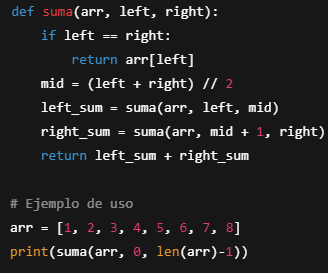 def suma(arr, left, right):
    if left == right:
        return arr[left]
    mid = (left + right) // 2
    left_sum = suma(arr, left, mid)
    right_sum = suma(arr, mid + 1, right)
    return left_sum + right_sum

# Ejemplo de uso
arr = [1, 2, 3, 4, 5, 6, 7, 8]
print(suma(arr, 0, len(arr)-1))